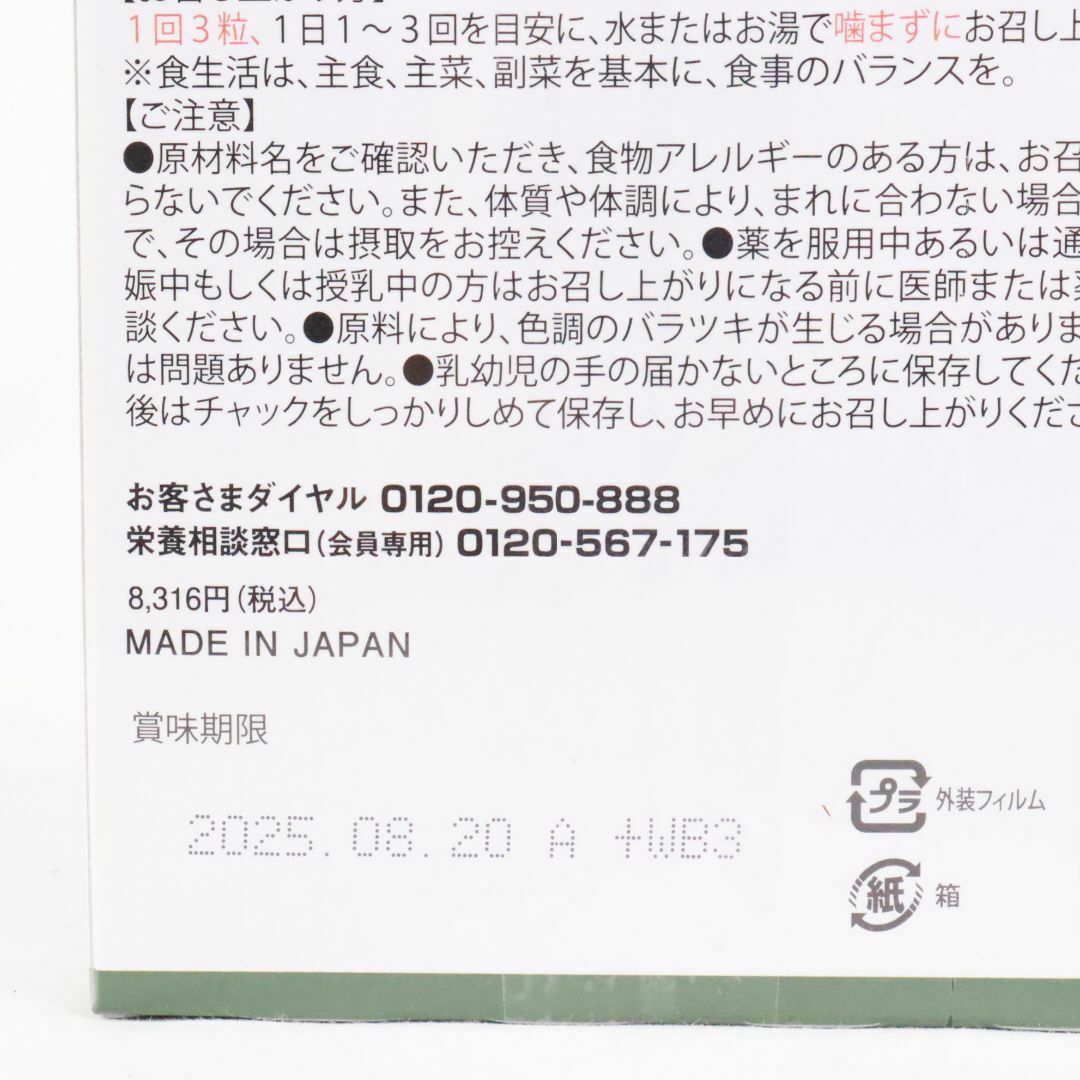 【お召し上がり方】
1回3粒、1日1～3回を目安に、水またはお湯で噛まずにお召し上
※食生活は、主食、主菜、副菜を基本に、食事のバランスを。
【ご注意】
●原材料名をご確認いただき、食物アレルギーのある方は、お召
らないでください。また、体質や体調により、まれに合わない場合
で、その場合は摂取をお控えください。●薬を服用中あるいは通
娠中もしくは授乳中の方はお召し上がりになる前に医師または薬
談ください。●原料により、色調のバラツキが生じる場合がありま
は問題ありません。●乳幼児の手の届かないところに保存してくだ
後はチャックをしっかりしめて保存し、お早めにお召し上がりくださ
お客さまダイヤル 0120-950-888
栄養相談窓口(会員専用) 0120-567-175
8,316円(税込)
MADE IN JAPAN
賞味期限
2025.08.20 A +WB3
プラ 外装フィルム
紙 箱